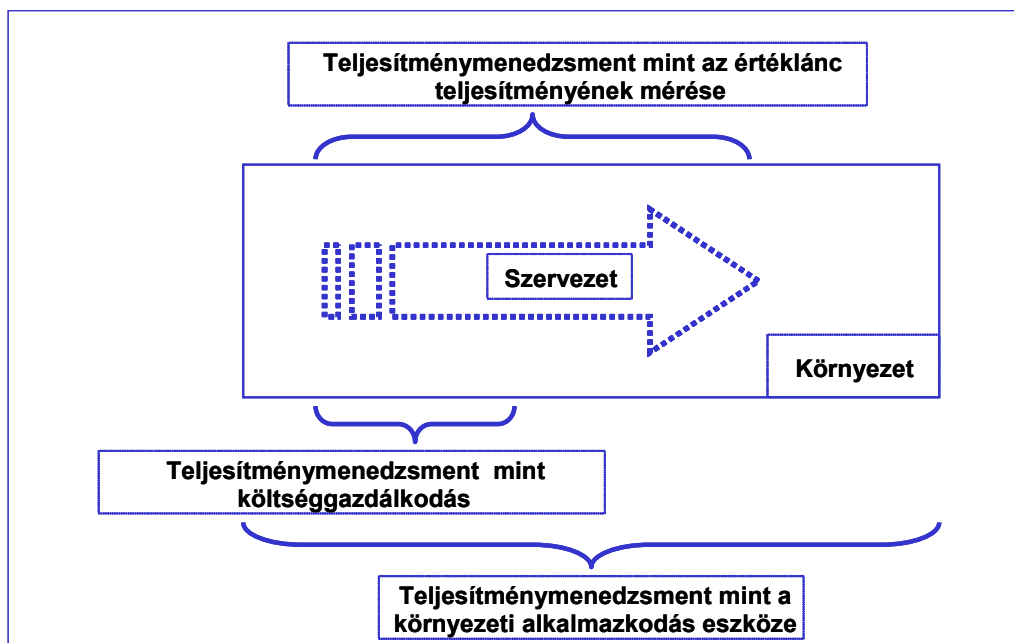 Teljesítménymenedzsment mint az értéklánc
teljesítményének mérése
Szervezet
Környezet
Teljesítménymenedzsment mint
költséggazdálkodás
Teljesítménymenedzsment mint a
környezeti alkalmazkodás eszköze